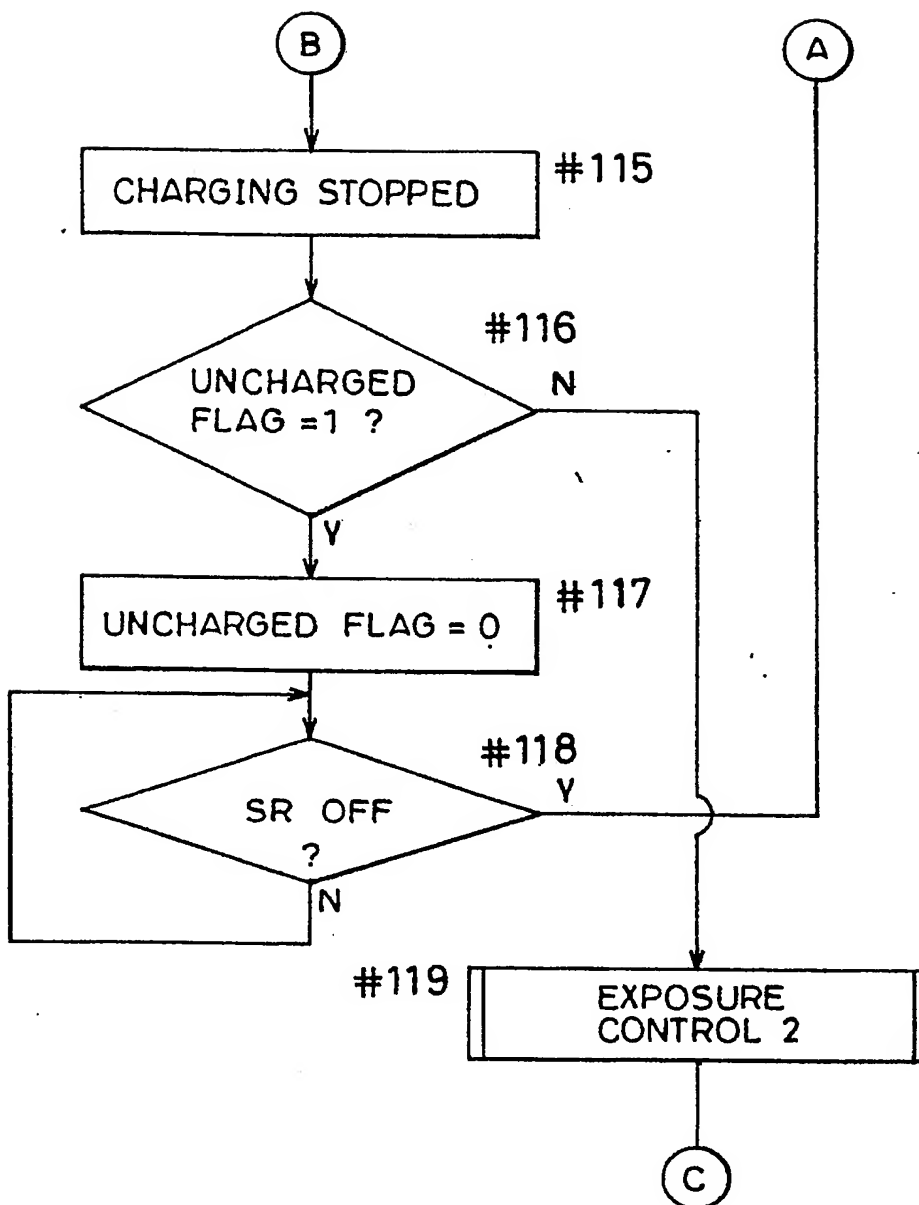 B
A
CHARGING STOPPED
#115
#116
UNCHARGED
FLAG =1 ?
N
Y
UNCHARGED FLAG = 0
#117
#118
SR OFF
?
Y
N
#119
EXPOSURE
CONTROL 2
C